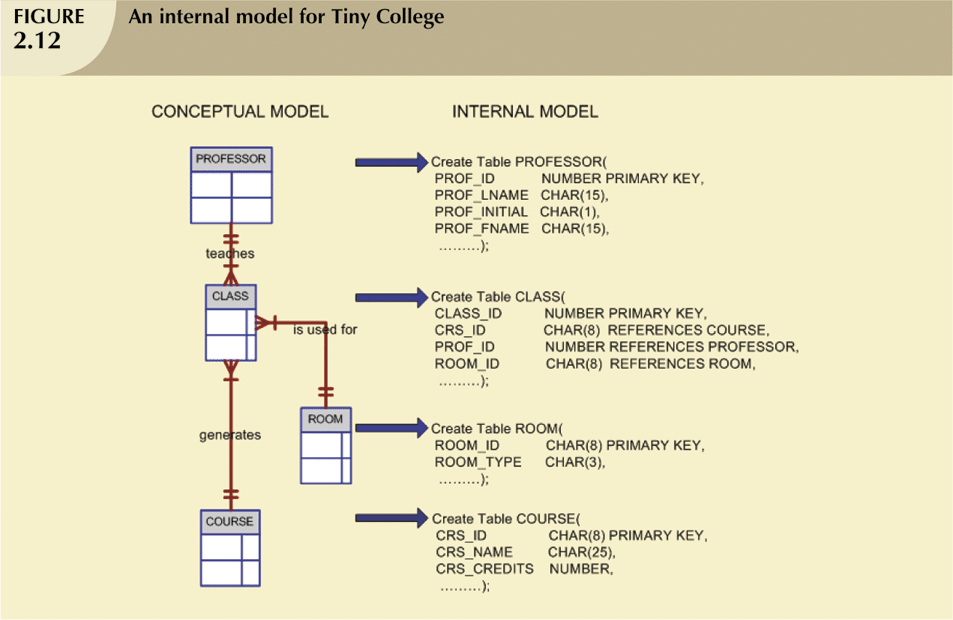 FIGURE
2.12
An internal model for Tiny College
CONCEPTUAL MODEL
INTERNAL MODEL
PROFESSOR
teaches
CLASS
is used for
ROOM
generates
COURSE
Create Table PROFESSOR(
PROF_ID NUMBER PRIMARY KEY,
PROF_LNAME CHAR(15),
PROF_INITIAL CHAR(1),
PROF_FNAME CHAR(15),
.........);
Create Table CLASS(
CLASS_ID NUMBER PRIMARY KEY,
CRS_ID CHAR(8) REFERENCES COURSE,
PROF_ID NUMBER REFERENCES PROFESSOR,
ROOM_ID CHAR(8) REFERENCES ROOM,
.........);
Create Table ROOM(
ROOM_ID CHAR(8) PRIMARY KEY,
ROOM_TYPE CHAR(3),
.........);
Create Table COURSE(
CRS_ID CHAR(8) PRIMARY KEY,
CRS_NAME CHAR(25),
CRS_CREDITS NUMBER,
.........);